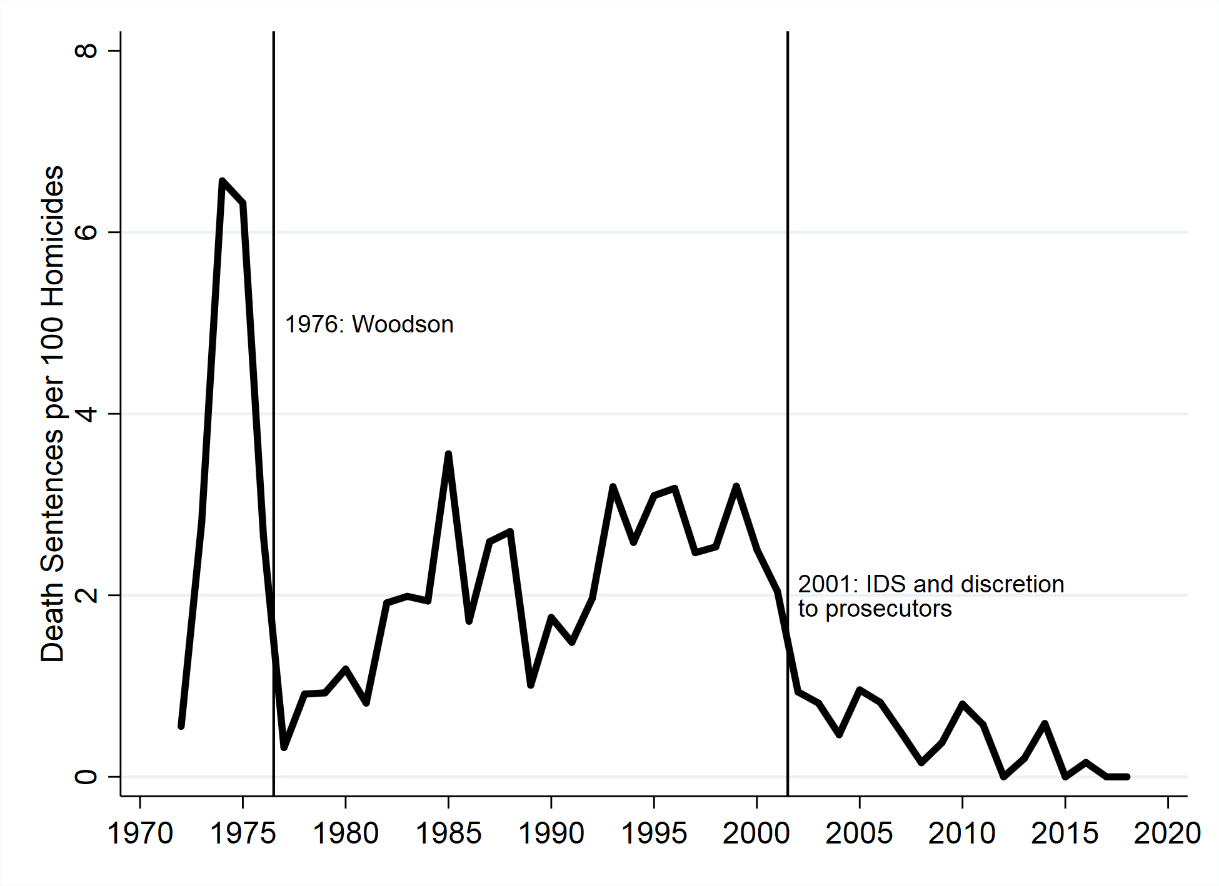 Death Sentences per 100 Homicides
8
6
4
2
0
1976: Woodson
2001: IDS and discretion
to prosecutors
1970 1975 1980 1985 1990 1995 2000 2005 2010 2015 2020